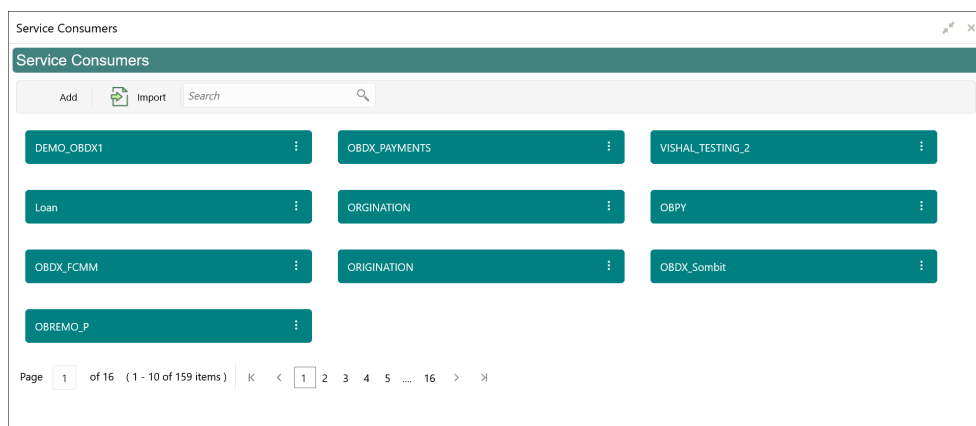 Service Consumers
Service Consumers
Add Import Search
DEMO_OBDX1 OBDX_PAYMENTS VISHAL_TESTING_2
Loan ORGINATION OBPY
OBDX_FCMM ORIGINATION OBDX_Sombit
OBREMO_P
Page 1 of 16 ( 1 - 10 of 159 items ) 1 2 3 4 5 .... 16